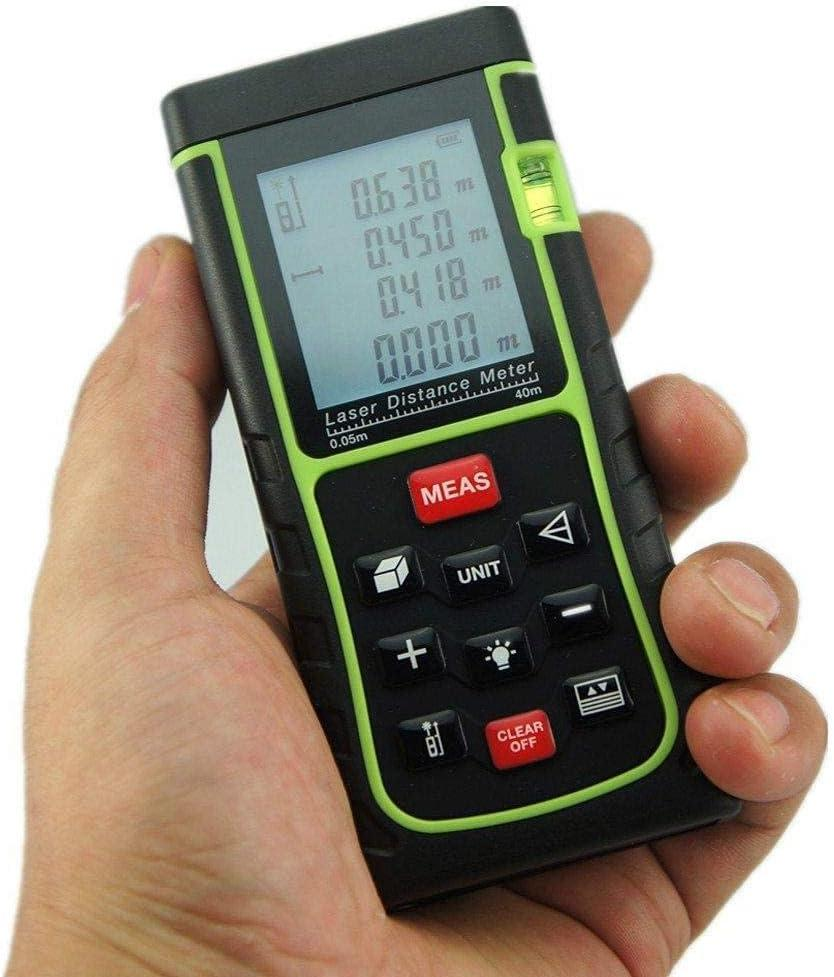 0.638 m
0.450 m
0.418 m
0.000 m
Laser Distance Meter
0.05m 40m
MEAS
UNIT
+
−
CLEAR
OFF